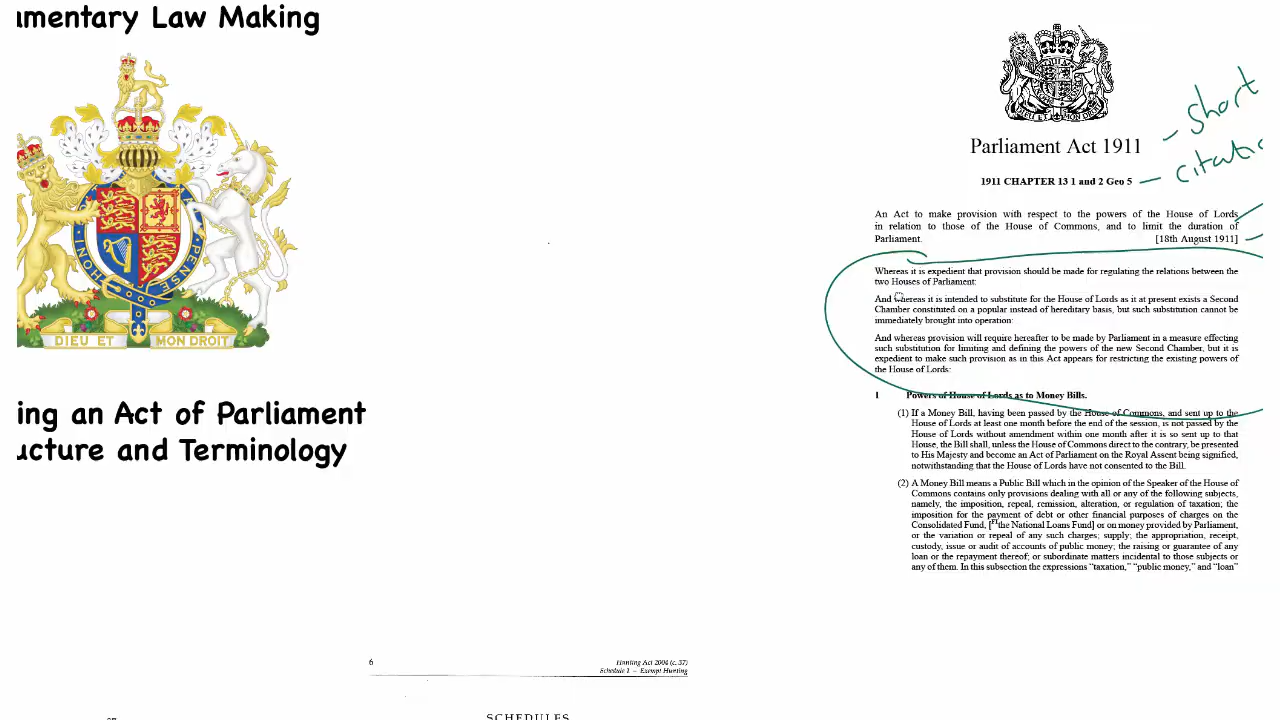 amentary Law Making
HONI
PENSE
DIEU ET MON DROIT
ing an Act of Parliament
ucture and Terminology
6
Hunting Act 2004 (c. 37)
Schedule 1 — Exempt Hunting
SCHEDULES
DIEU ET MON DROIT
Parliament Act 1911
- short
1911 CHAPTER 13 1 and 2 Geo 5
- citatio
An Act to make provision with respect to the powers of the House of Lords
in relation to those of the House of Commons, and to limit the duration of
Parliament. [18th August 1911]
Whereas it is expedient that provision should be made for regulating the relations between the
two Houses of Parliament:
And whereas it is intended to substitute for the House of Lords as it at present exists a Second
Chamber constituted on a popular instead of hereditary basis, but such substitution cannot be
immediately brought into operation:
And whereas provision will require hereafter to be made by Parliament in a measure effecting
such substitution for limiting and defining the powers of the new Second Chamber, but it is
expedient to make such provision as in this Act appears for restricting the existing powers of
the House of Lords:
1 Powers of House of Lords as to Money Bills.
(1) If a Money Bill, having been passed by the House of Commons, and sent up to the
House of Lords at least one month before the end of the session, is not passed by the
House of Lords without amendment within one month after it is so sent up to that
House, the Bill shall, unless the House of Commons direct to the contrary, be presented
to His Majesty and become an Act of Parliament on the Royal Assent being signified,
notwithstanding that the House of Lords have not consented to the Bill.
(2) A Money Bill means a Public Bill which in the opinion of the Speaker of the House of
Commons contains only provisions dealing with all or any of the following subjects,
namely, the imposition, repeal, remission, alteration, or regulation of taxation; the
imposition for the payment of debt or other financial purposes of charges on the
Consolidated Fund, [F1the National Loans Fund] or on money provided by Parliament,
or the variation or repeal of any such charges; supply; the appropriation, receipt,
custody, issue or audit of accounts of public money; the raising or guarantee of any
loan or the repayment thereof; or subordinate matters incidental to those subjects or
any of them. In this subsection the expressions “taxation,” “public money,” and “loan”